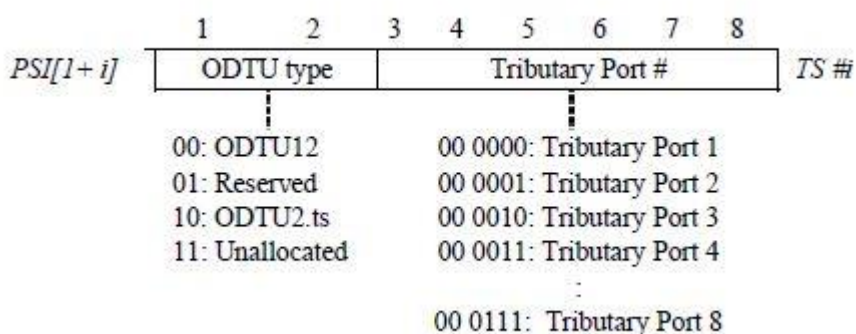 1 2 3 4 5 6 7 8
PSI[1+ i] ODTU type Tributary Port # TS #i
00: ODTU12 00 0000: Tributary Port 1
01: Reserved 00 0001: Tributary Port 2
10: ODTU2.ts 00 0010: Tributary Port 3
11: Unallocated 00 0011: Tributary Port 4
:
00 0111: Tributary Port 8